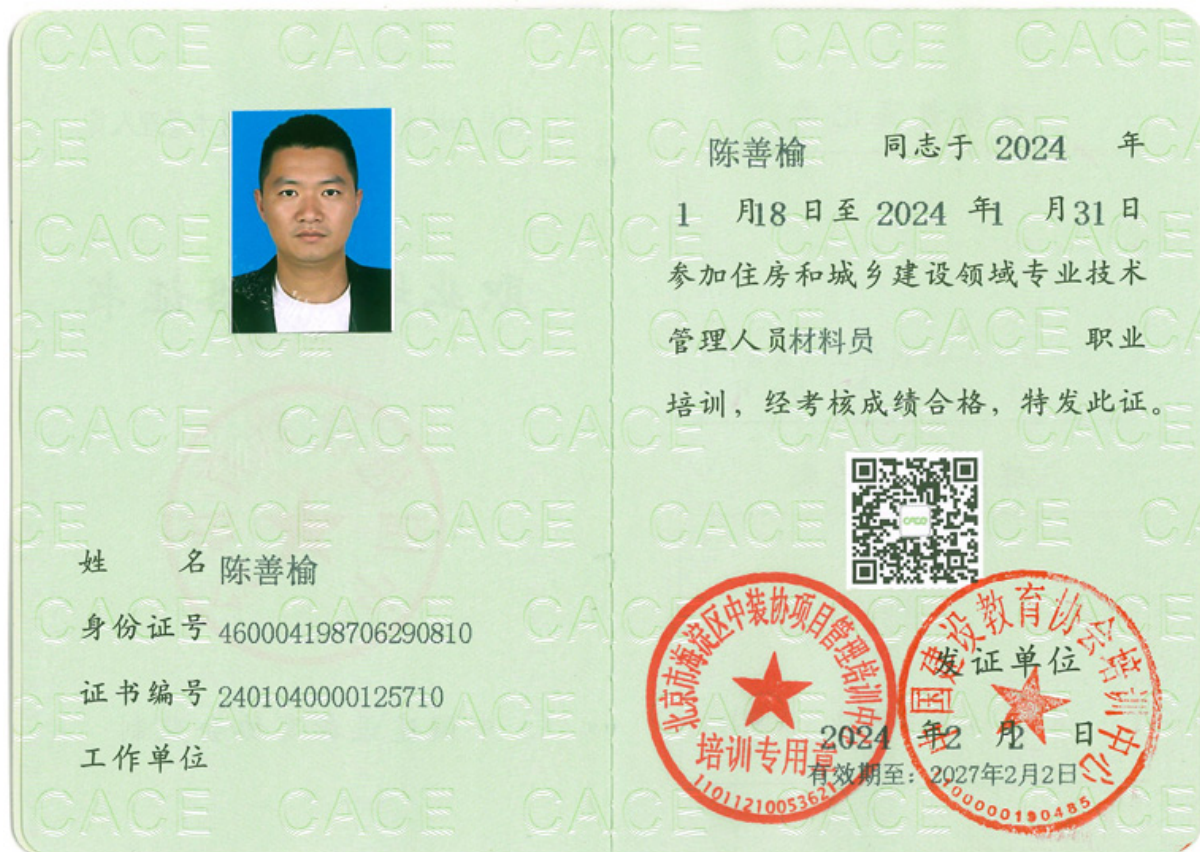 姓 名 陈善榆
身份证号 460004198706290810
证书编号 2401040000125710
工作单位
陈善榆 同志于 2024 年
1 月18 日至 2024 年1 月31日
参加住房和城乡建设领域专业技术
管理人员材料员 职业
培训，经考核成绩合格，特发此证。
北京市海淀区中装协项目管理培训中心
培训专用章
中国建设教育协会培训中心
发证单位
2024 年2 月2 日
有效期至：2027年2月2日
1100000190485
CACE